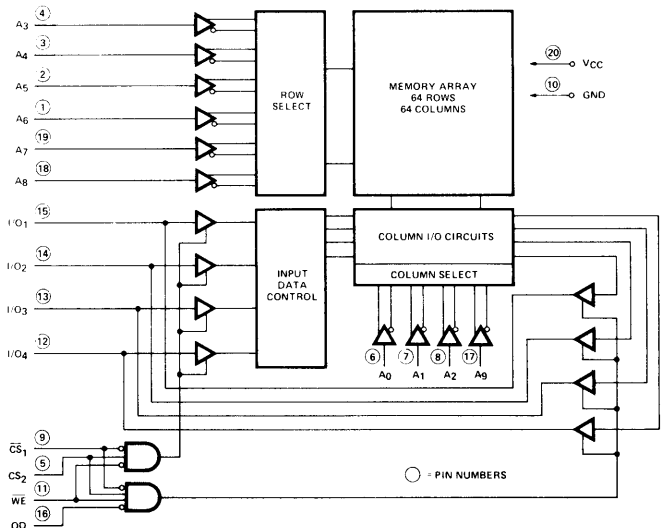 4
A3
3
A4
2
A5
1
A6
19
A7
18
A8
ROW
SELECT
MEMORY ARRAY
64 ROWS
64 COLUMNS
20
VCC
10
GND
15
I/O1
14
I/O2
13
I/O3
12
I/O4
INPUT
DATA
CONTROL
COLUMN I/O CIRCUITS
COLUMN SELECT
6
7
8
17
A0
A1
A2
A9
9
CS1
5
CS2
11
WE
16
OD
= PIN NUMBERS